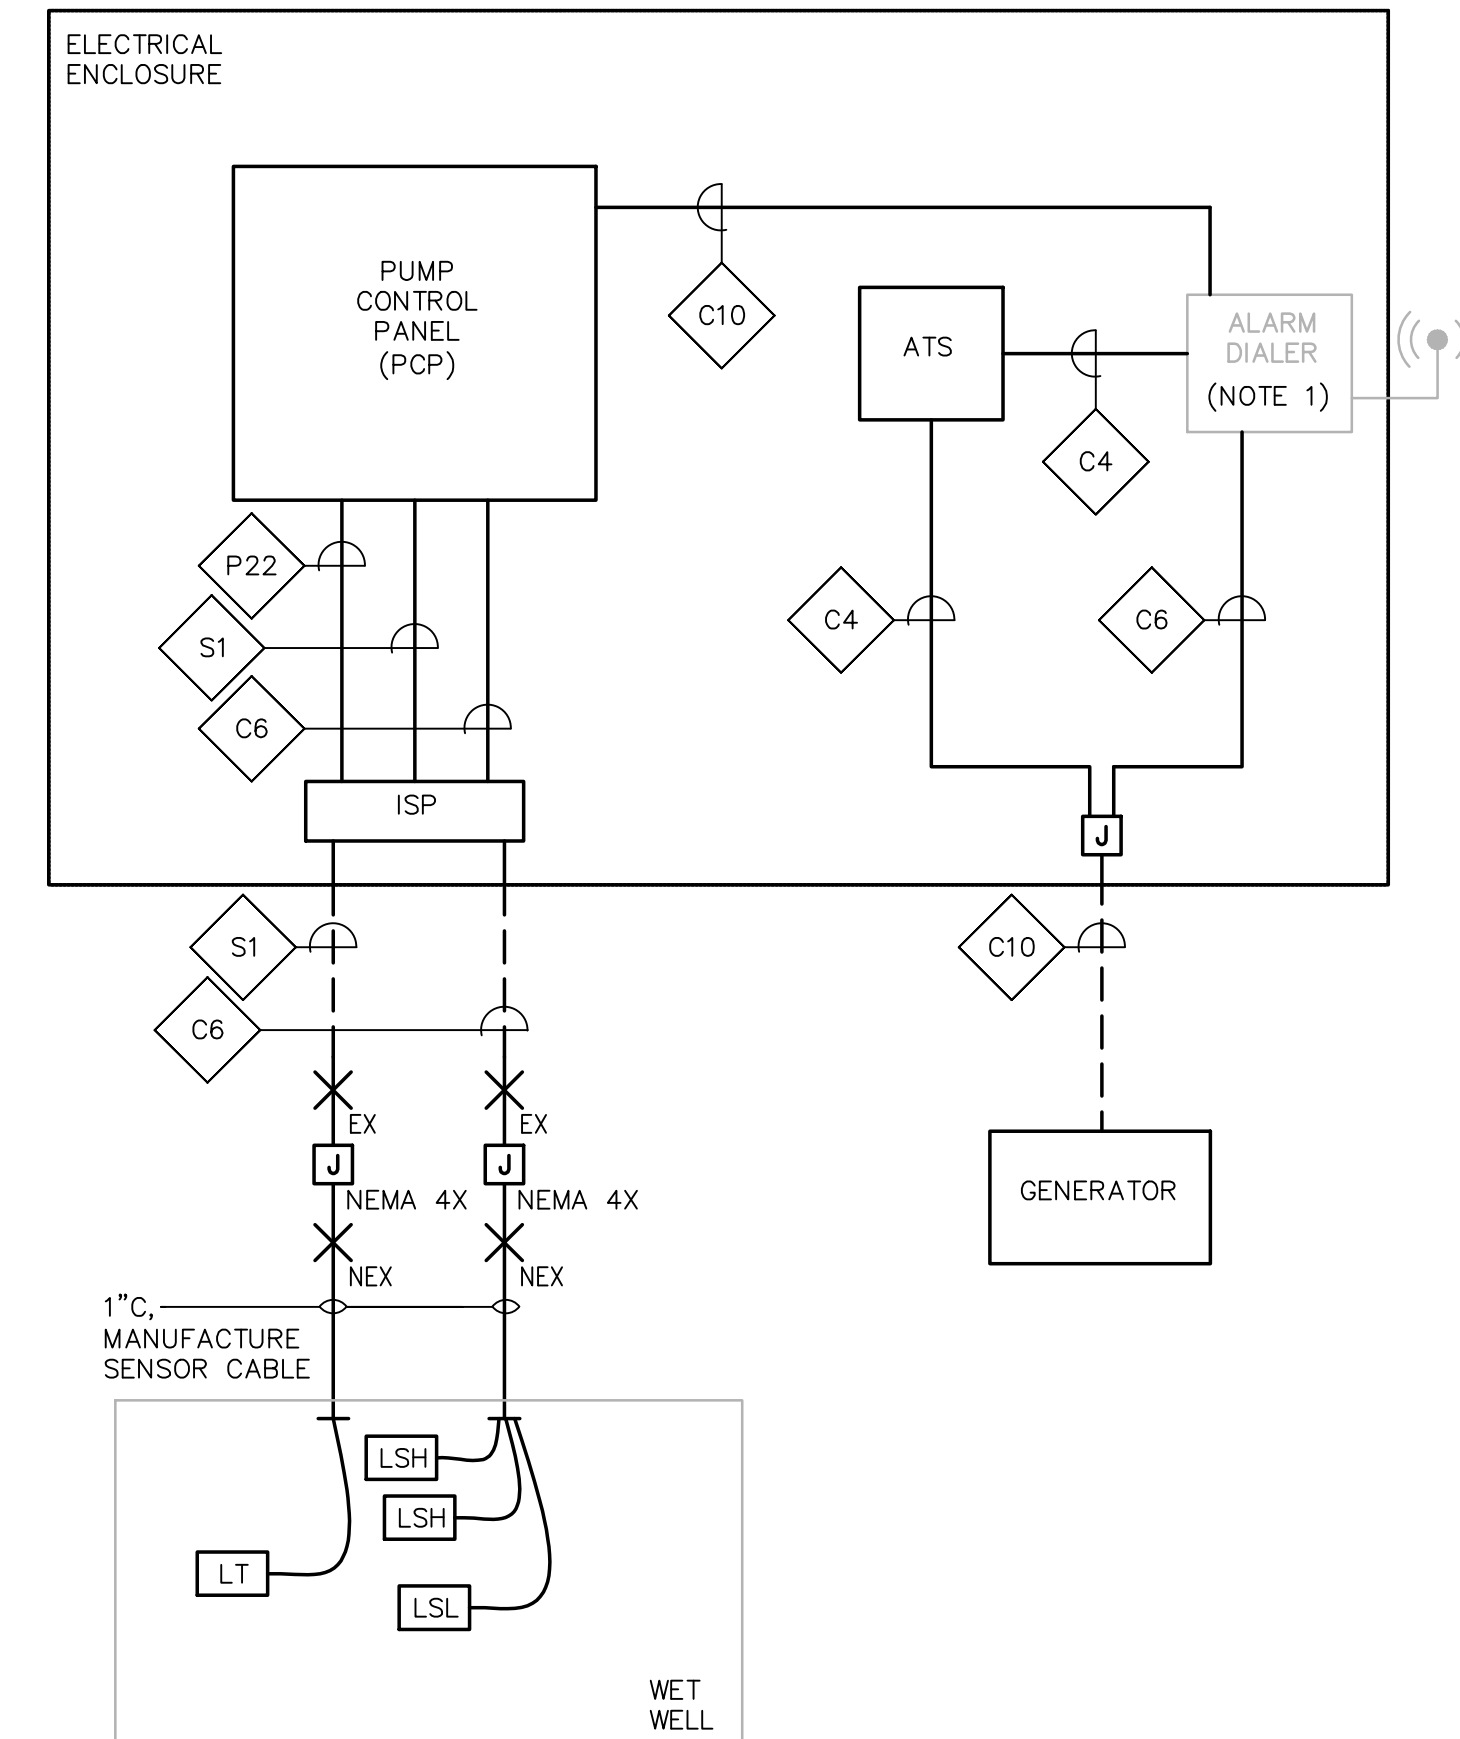 ELECTRICAL
ENCLOSURE
PUMP
CONTROL
PANEL
(PCP)
C10
ATS
ALARM
DIALER
(NOTE 1)
C4
P22
S1
C6
C4
C6
ISP
J
S1
C10
C6
EX
EX
J
J
NEMA 4X
NEMA 4X
GENERATOR
NEX
NEX
1"C,
MANUFACTURE
SENSOR CABLE
LSH
LSH
LT
LSL
WET
WELL